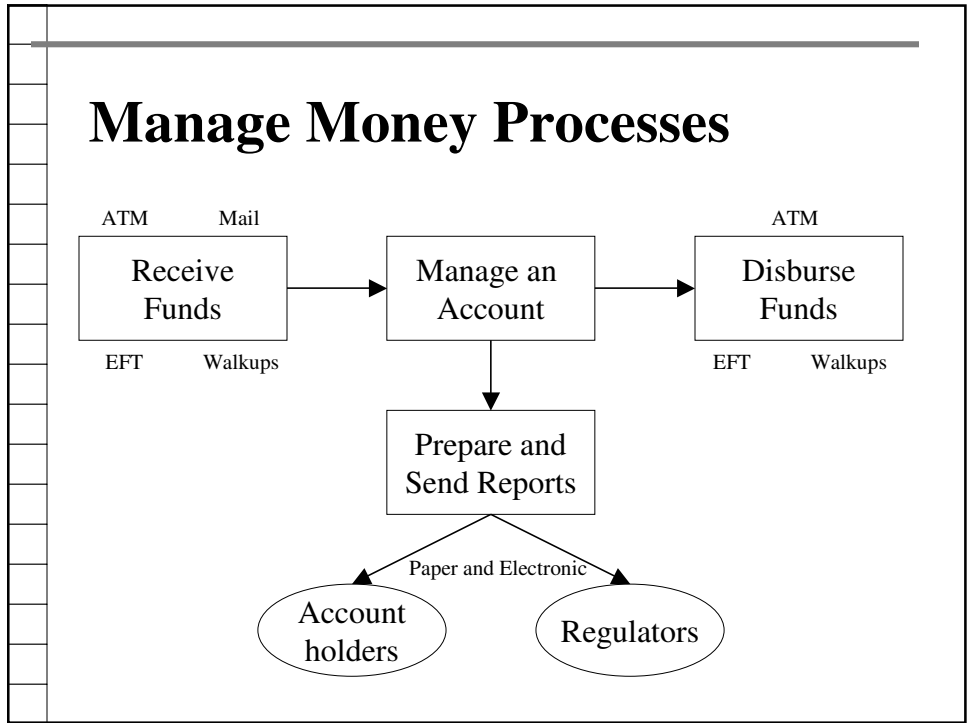 Manage Money Processes
ATM Mail
Receive
Funds
EFT Walkups
Manage an
Account
ATM
Disburse
Funds
EFT Walkups
Prepare and
Send Reports
Paper and Electronic
Account
holders
Regulators